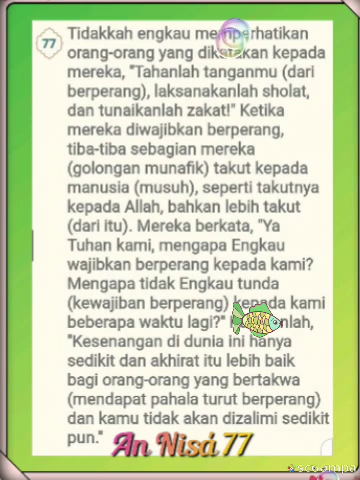 77
Tidakkah engkau memperhatikan
orang-orang yang dikatakan kepada
mereka, "Tahanlah tanganmu (dari
berperang), laksanakanlah sholat,
dan tunaikanlah zakat!" Ketika
mereka diwajibkan berperang,
tiba-tiba sebagian mereka
(golongan munafik) takut kepada
manusia (musuh), seperti takutnya
kepada Allah, bahkan lebih takut
(dari itu). Mereka berkata, "Ya
Tuhan kami, mengapa Engkau
wajibkan berperang kepada kami?
Mengapa tidak Engkau tunda
(kewajiban berperang) kepada kami
beberapa waktu lagi?"
"Kesenangan di dunia ini hanya
sedikit dan akhirat itu lebih baik
bagi orang-orang yang bertakwa
(mendapat pahala turut berperang)
dan kamu tidak akan dizalimi sedikit
pun."
An Nisá 77